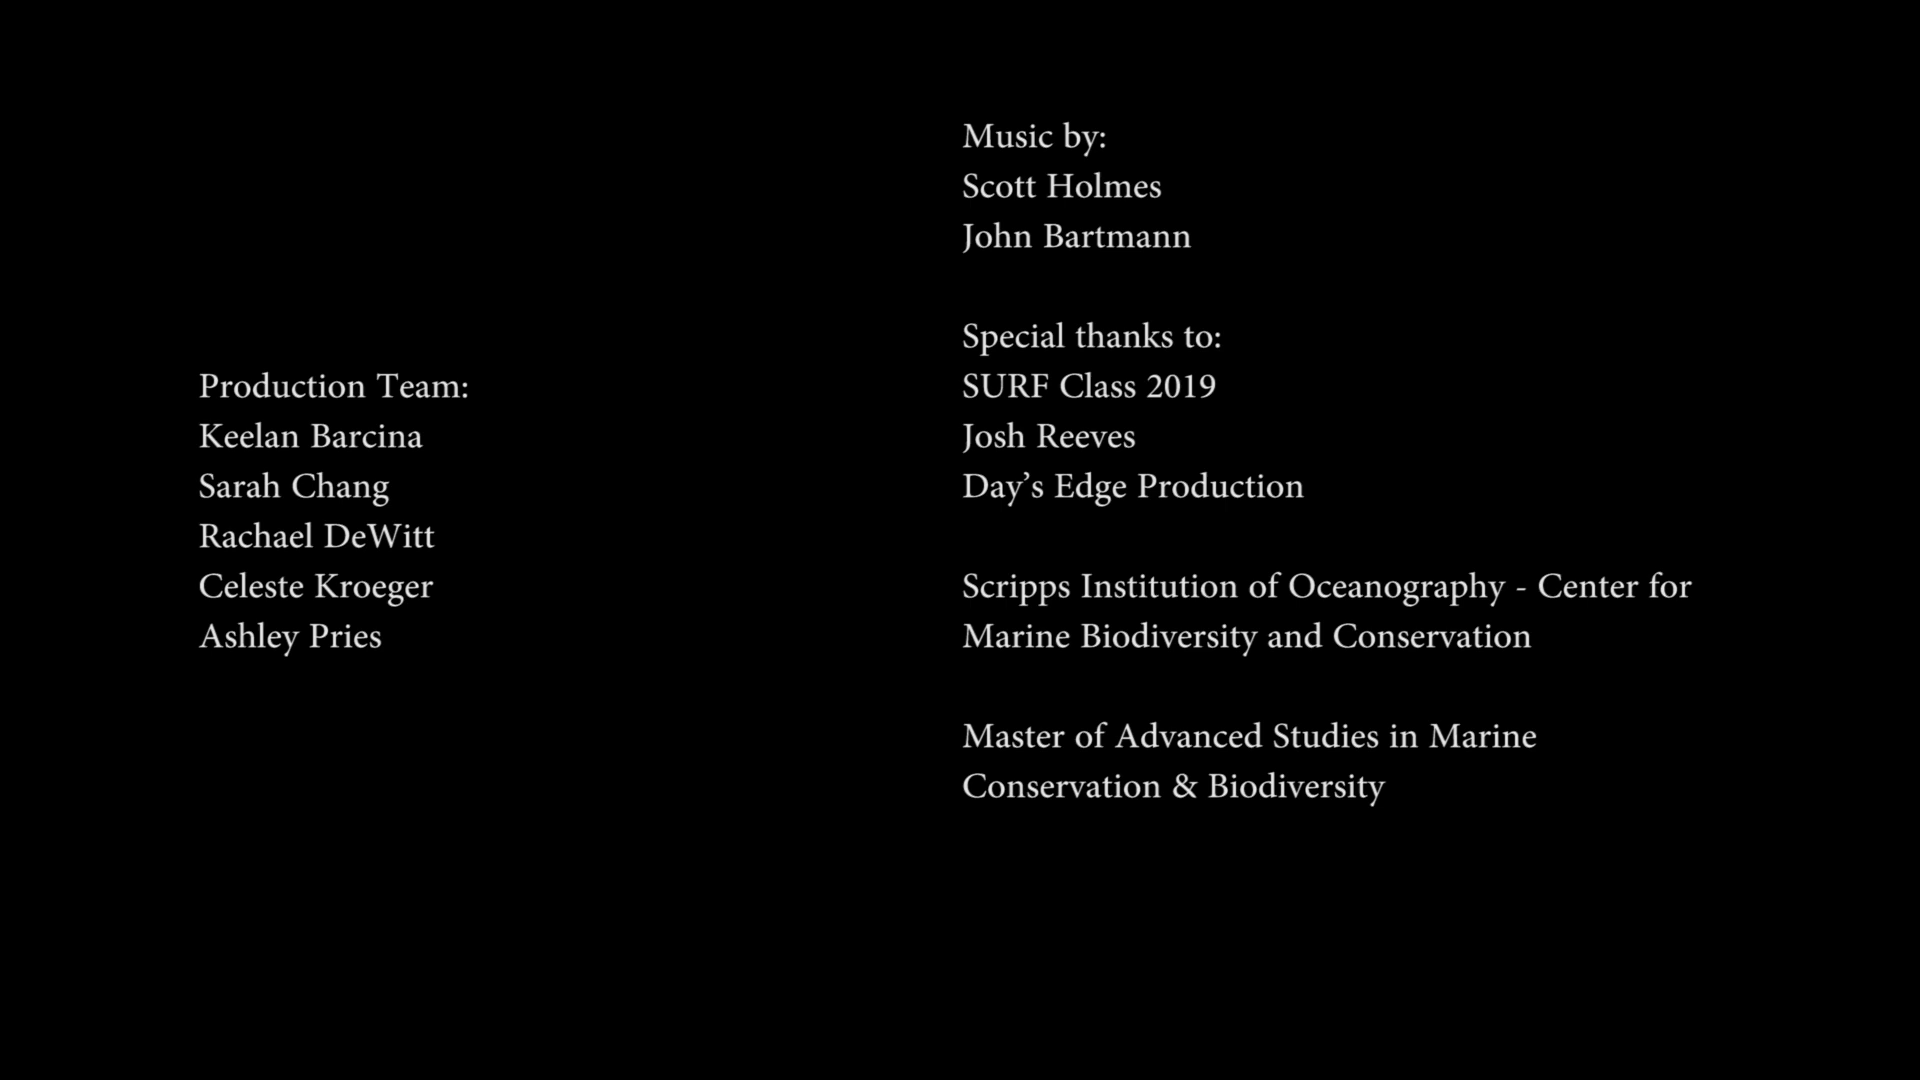 Production Team:
Keelan Barcina
Sarah Chang
Rachael DeWitt
Celeste Kroeger
Ashley Pries
Music by:
Scott Holmes
John Bartmann
Special thanks to:
SURF Class 2019
Josh Reeves
Day’s Edge Production
Scripps Institution of Oceanography - Center for
Marine Biodiversity and Conservation
Master of Advanced Studies in Marine
Conservation & Biodiversity